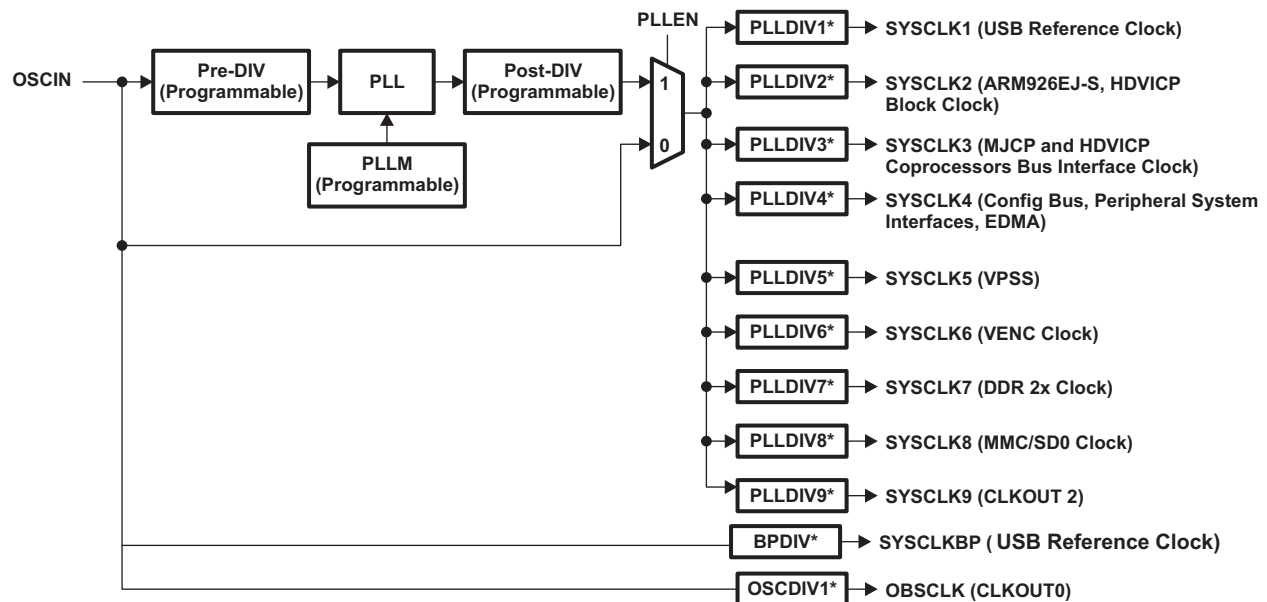 PLLEN
OSCIN
Pre-DIV
(Programmable)
PLL
Post-DIV
(Programmable)
PLLM
(Programmable)
1
0
PLLDIV1*
SYSCLK1 (USB Reference Clock)
PLLDIV2*
SYSCLK2 (ARM926EJ-S, HDVICP
Block Clock)
PLLDIV3*
SYSCLK3 (MJCP and HDVICP
Coprocessors Bus Interface Clock)
PLLDIV4*
SYSCLK4 (Config Bus, Peripheral System
Interfaces, EDMA)
PLLDIV5*
SYSCLK5 (VPSS)
PLLDIV6*
SYSCLK6 (VENC Clock)
PLLDIV7*
SYSCLK7 (DDR 2x Clock)
PLLDIV8*
SYSCLK8 (MMC/SD0 Clock)
PLLDIV9*
SYSCLK9 (CLKOUT 2)
BPDIV*
SYSCLKBP ( USB Reference Clock)
OSCDIV1*
OBSCLK (CLKOUT0)